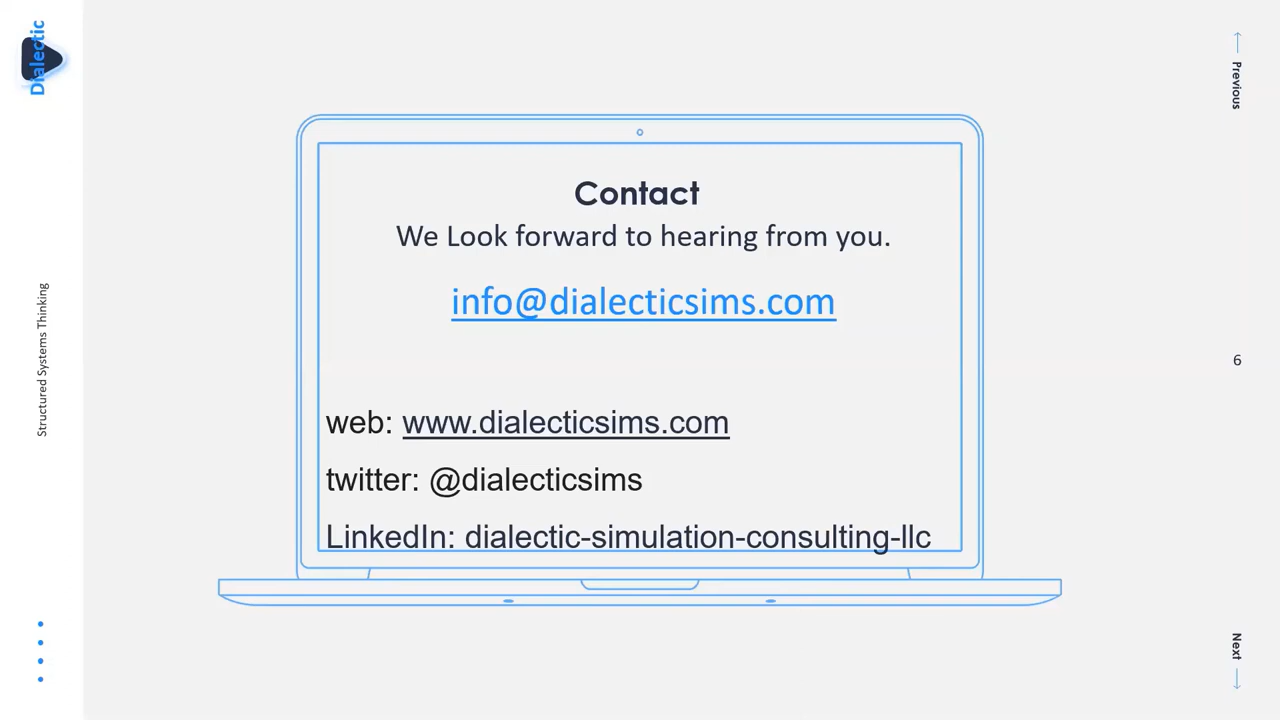 Dialectic
Structured Systems Thinking
Contact
We Look forward to hearing from you.
info@dialecticsims.com
web: www.dialecticsims.com
twitter: @dialecticsims
LinkedIn: dialectic-simulation-consulting-llc
Previous
6
Next